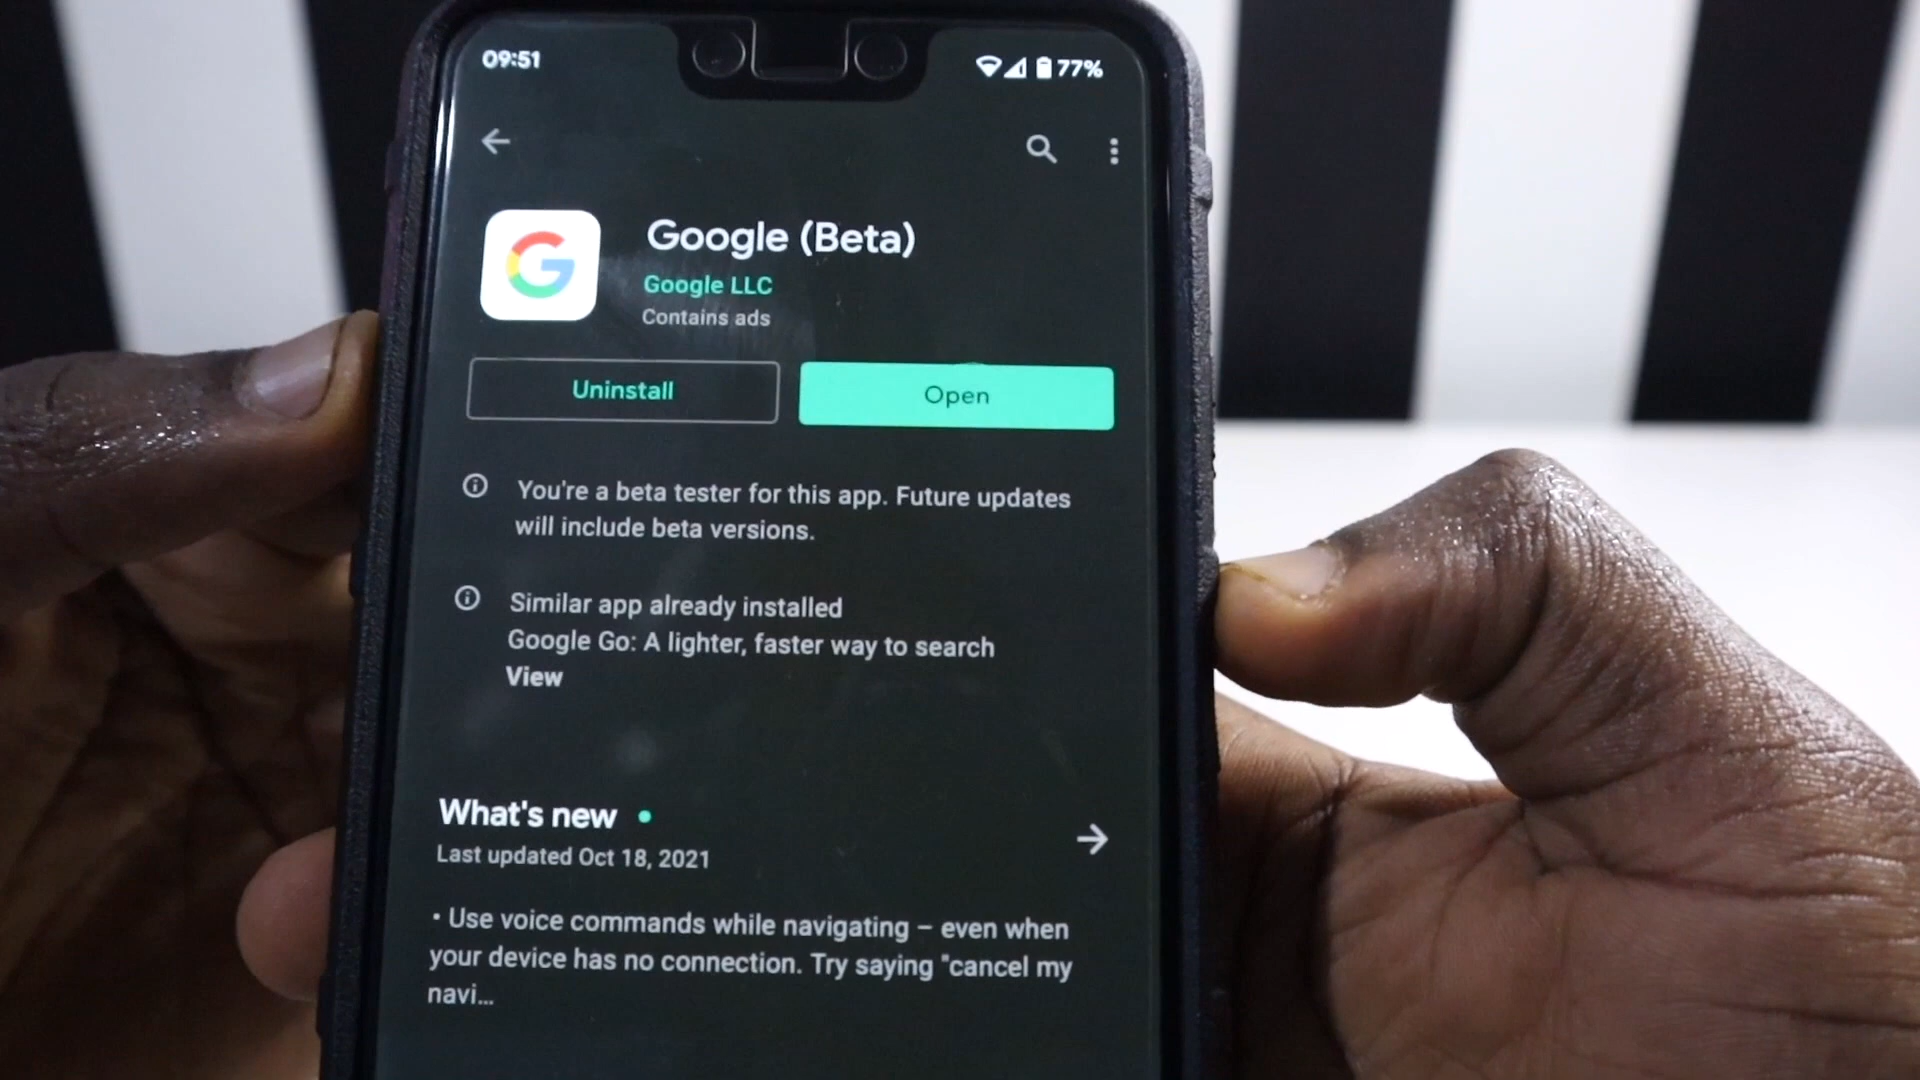 09:51
77%
Google (Beta)
Google LLC
Contains ads
Uninstall
Open
You're a beta tester for this app. Future updates
will include beta versions.
Similar app already installed
Google Go: A lighter, faster way to search
View
What's new
Last updated Oct 18, 2021
• Use voice commands while navigating – even when
your device has no connection. Try saying "cancel my
navi...